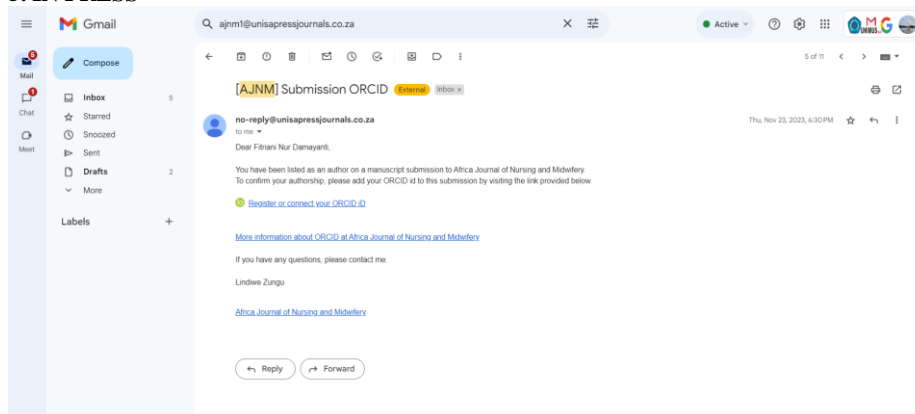 Gmail
ajnm1@unisapressjournals.co.za
Active
UNIMUS
5
Mail
Chat
Meet
Compose
Inbox 5
Starred
Snoozed
Sent
Drafts 2
More
Labels
5 of 11
[AJNM] Submission ORCID External Inbox x
no-reply@unisapressjournals.co.za Thu, Nov 23, 2023, 6:30 PM
to me
Dear Fitriani Nur Damayanti,
You have been listed as an author on a manuscript submission to Africa Journal of Nursing and Midwifery.
To confirm your authorship, please add your ORCID id to this submission by visiting the link provided below.
iD Register or connect your ORCID iD
More information about ORCID at Africa Journal of Nursing and Midwifery
If you have any questions, please contact me.
Lindiwe Zungu
Africa Journal of Nursing and Midwifery
Reply
Forward